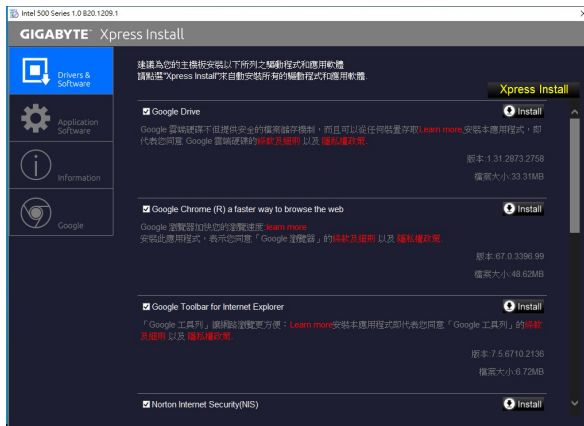 Intel 500 Series 1.0 B20.1209.1
GIGABYTE™ Xpress Install
Drivers & Software
Application Software
Information
Google
建議為您的主機板安裝以下所列之驅動程式和應用軟體
請點選"Xpress Install"來自動安裝所有的驅動程式和應用軟體.
Xpress Install
Google Drive
Install
Google 雲端硬碟不但提供安全的檔案儲存機制，而且可以從任何裝置存取Learn more.安裝本應用程式，即
代表您同意 Google 雲端硬碟的條款及細則 以及 隱私權政策.
版本:1.31.2873.2758
檔案大小:33.31MB
Google Chrome (R) a faster way to browse the web
Install
Google 瀏覽器加快您的瀏覽速度.learn more
安裝此應用程式，表示您同意「Google 瀏覽器」的條款及細則 以及 隱私權政策.
版本:67.0.3396.99
檔案大小:48.62MB
Google Toolbar for Internet Explorer
Install
「Google 工具列」讓網路瀏覽更方便：Learn more安裝本應用程式即代表您同意「Google 工具列」的條款
及細則 以及 隱私權政策.
版本:7.5.6710.2136
檔案大小:6.72MB
Norton Internet Security(NIS)
Install